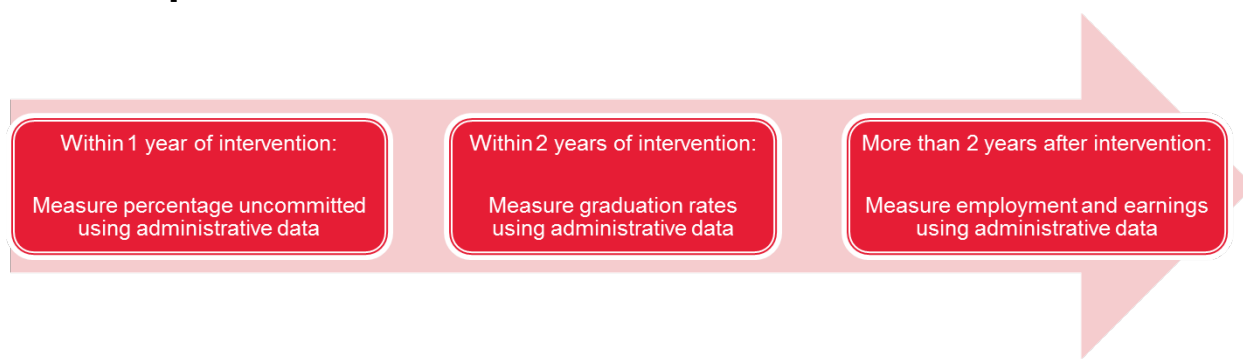 Within 1 year of intervention:
Measure percentage uncommitted
using administrative data
Within 2 years of intervention:
Measure graduation rates
using administrative data
More than 2 years after intervention:
Measure employment and earnings
using administrative data